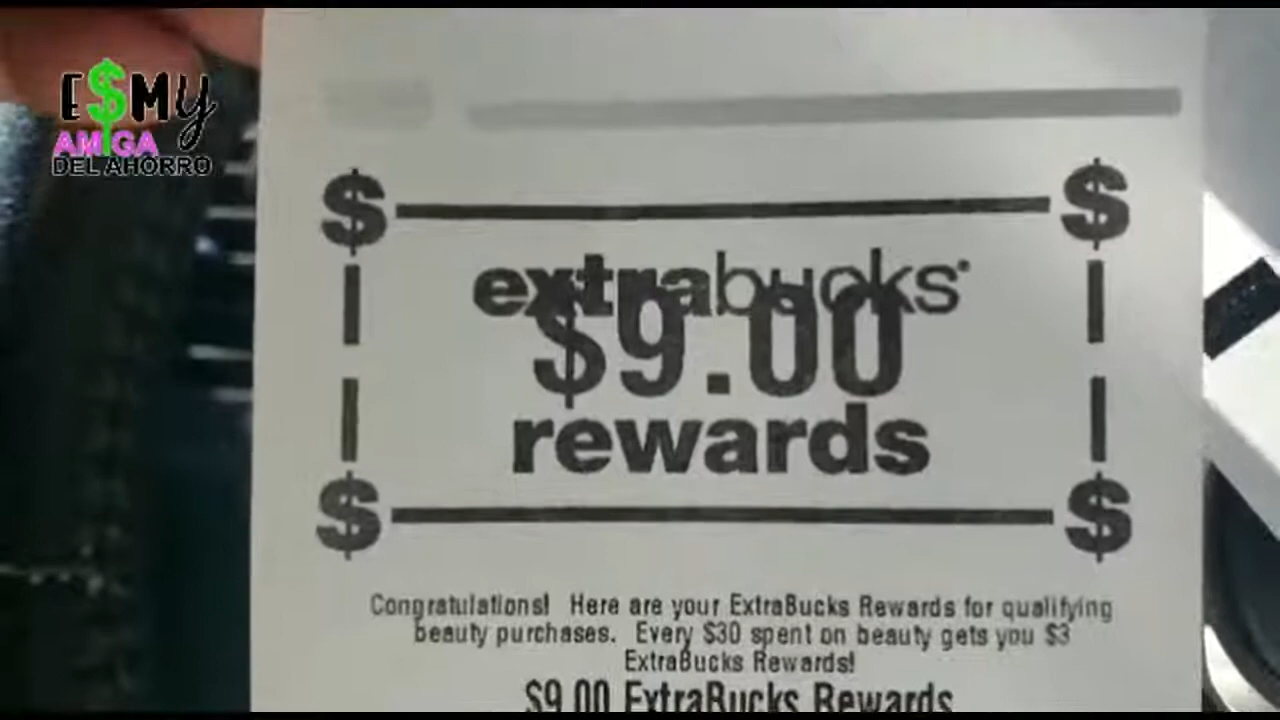 E$MY
AMIGA
DEL AHORRO
$ $
extrabucks
$9.00
rewards
$ $
Congratulations! Here are your ExtraBucks Rewards for qualifying
beauty purchases. Every $30 spent on beauty gets you $3
ExtraBucks Rewards!
$9.00 ExtraBucks Rewards